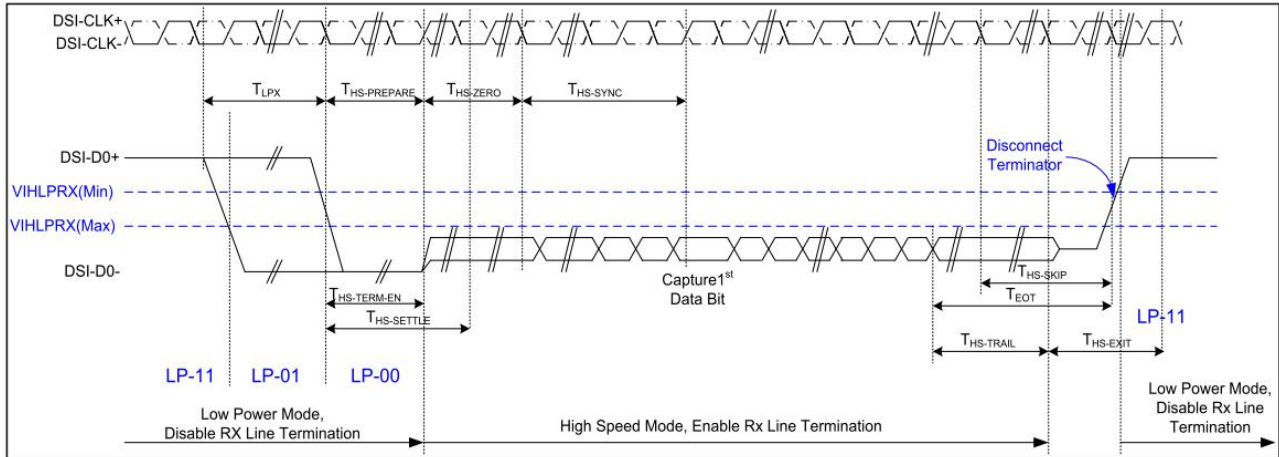 DSI-CLK+
DSI-CLK-
TLPX
THS-PREPARE
THS-ZERO
THS-SYNC
DSI-D0+
Disconnect
Terminator
VIHLPRX(Min)
VIHLPRX(Max)
DSI-D0-
Capture1st
Data Bit
THS-SKIP
THS-TERM-EN
TEOT
THS-SETTLE
LP-11
THS-TRAIL
THS-EXIT
LP-11
LP-01
LP-00
Low Power Mode,
Disable RX Line Termination
High Speed Mode, Enable Rx Line Termination
Low Power Mode,
Disable Rx Line
Termination